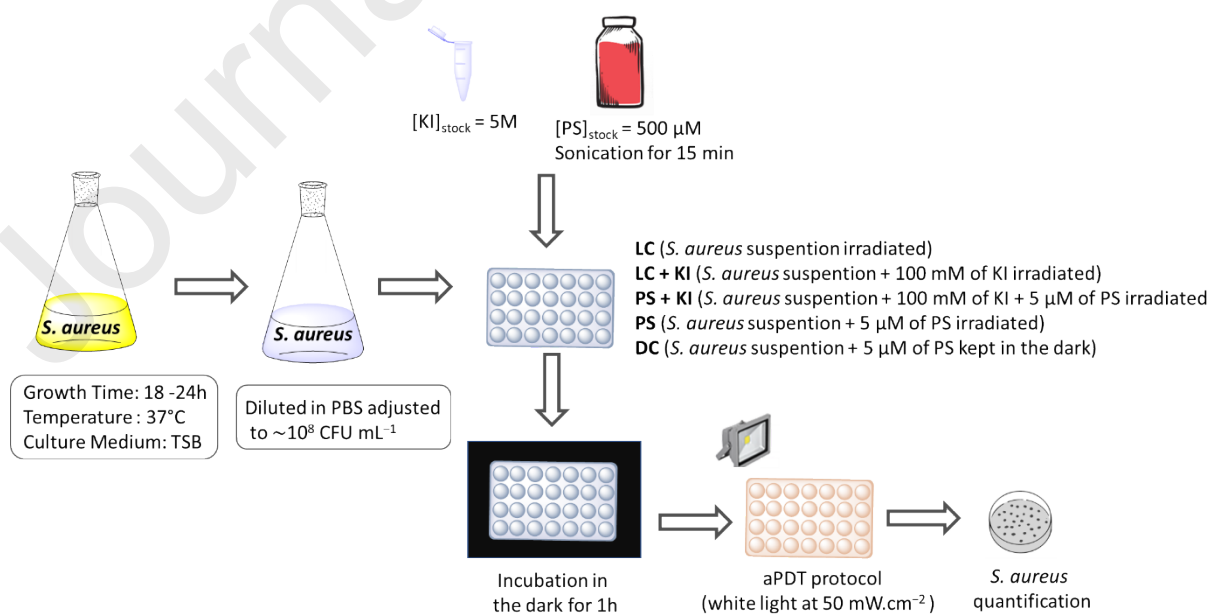 Journa
[KI]stock = 5M
[PS]stock = 500 µM
Sonication for 15 min
S. aureus
S. aureus
Growth Time: 18 -24h
Temperature : 37°C
Culture Medium: TSB
Diluted in PBS adjusted
to ~10⁸ CFU mL⁻¹
LC (S. aureus suspention irradiated)
LC + KI (S. aureus suspention + 100 mM of KI irradiated)
PS + KI (S. aureus suspention + 100 mM of KI + 5 µM of PS irradiated
PS (S. aureus suspention + 5 µM of PS irradiated)
DC (S. aureus suspention + 5 µM of PS kept in the dark)
Incubation in
the dark for 1h
aPDT protocol
(white light at 50 mW.cm⁻² )
S. aureus
quantification